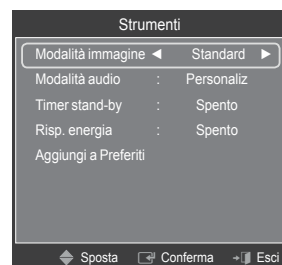 Strumenti
Modalità immagine ◄ Standard ►
Modalità audio : Personaliz
Timer stand-by : Spento
Risp. energia : Spento
Aggiungi a Preferiti
Sposta Conferma Esci